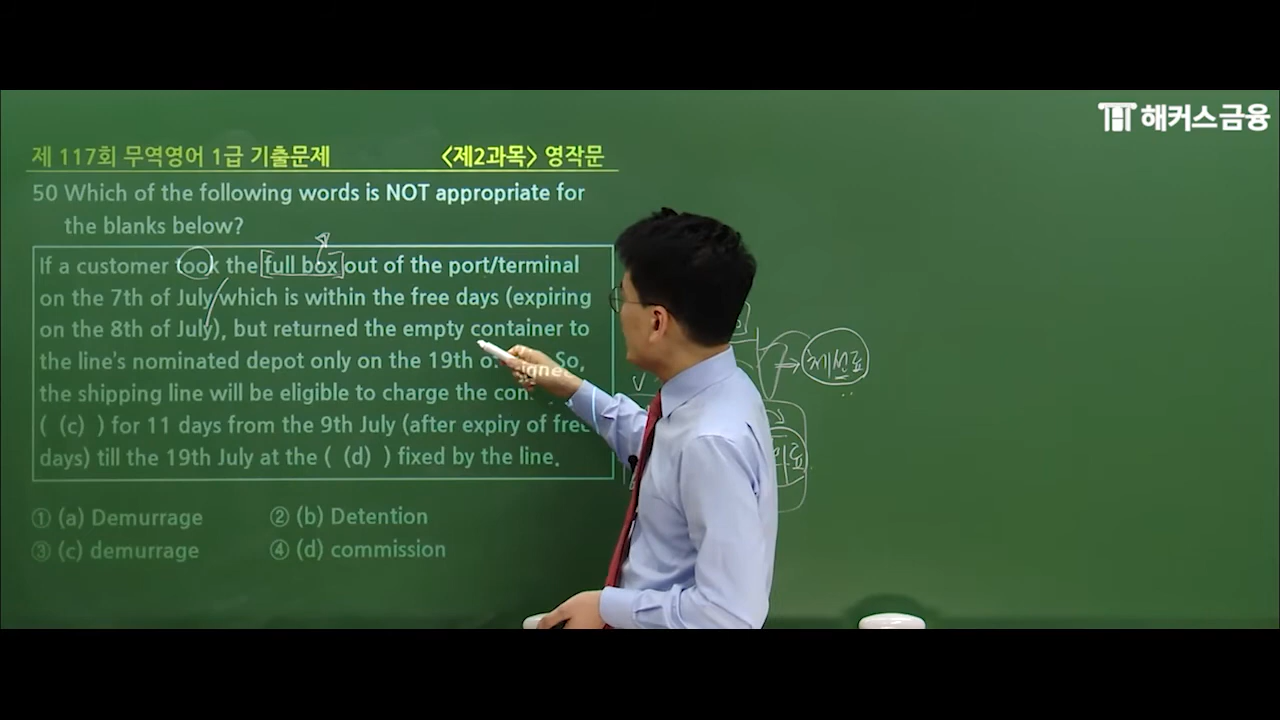 해커스금융
제 117회 무역영어 1급 기출문제 <제2과목> 영작문
50 Which of the following words is NOT appropriate for
the blanks below?
If a customer took the full box out of the port/terminal
on the 7th of July which is within the free days (expiring
on the 8th of July), but returned the empty container to
the line's nominated depot only on the 19th of So,
the shipping line will be eligible to charge the
( (c) ) for 11 days from the 9th July (after expiry of free
days) till the 19th July at the ( (d) ) fixed by the line.
① (a) Demurrage ② (b) Detention
③ (c) demurrage ④ (d) commission
체선료